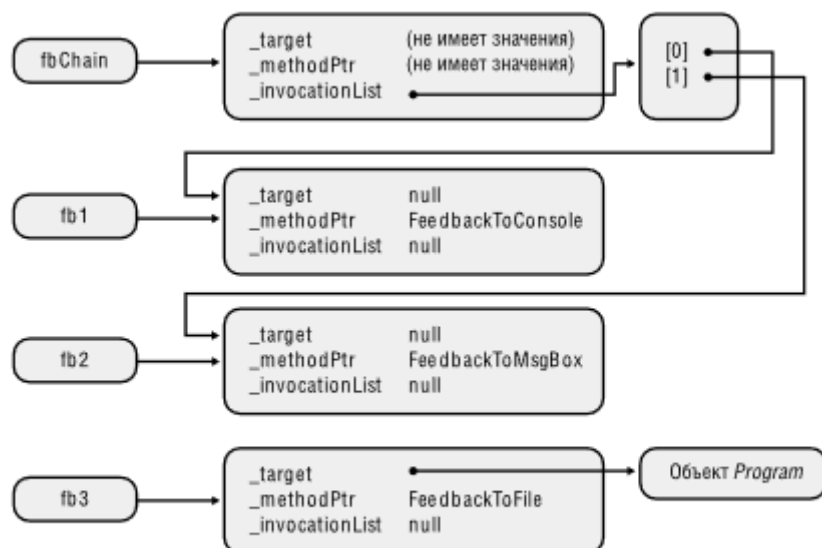 fbChain
_target (не имеет значения)
_methodPtr (не имеет значения)
_invocationList
[0]
[1]
fb1
_target null
_methodPtr FeedbackToConsole
_invocationList null
fb2
_target null
_methodPtr FeedbackToMsgBox
_invocationList null
fb3
_target
_methodPtr FeedbackToFile
_invocationList null
Объект Program